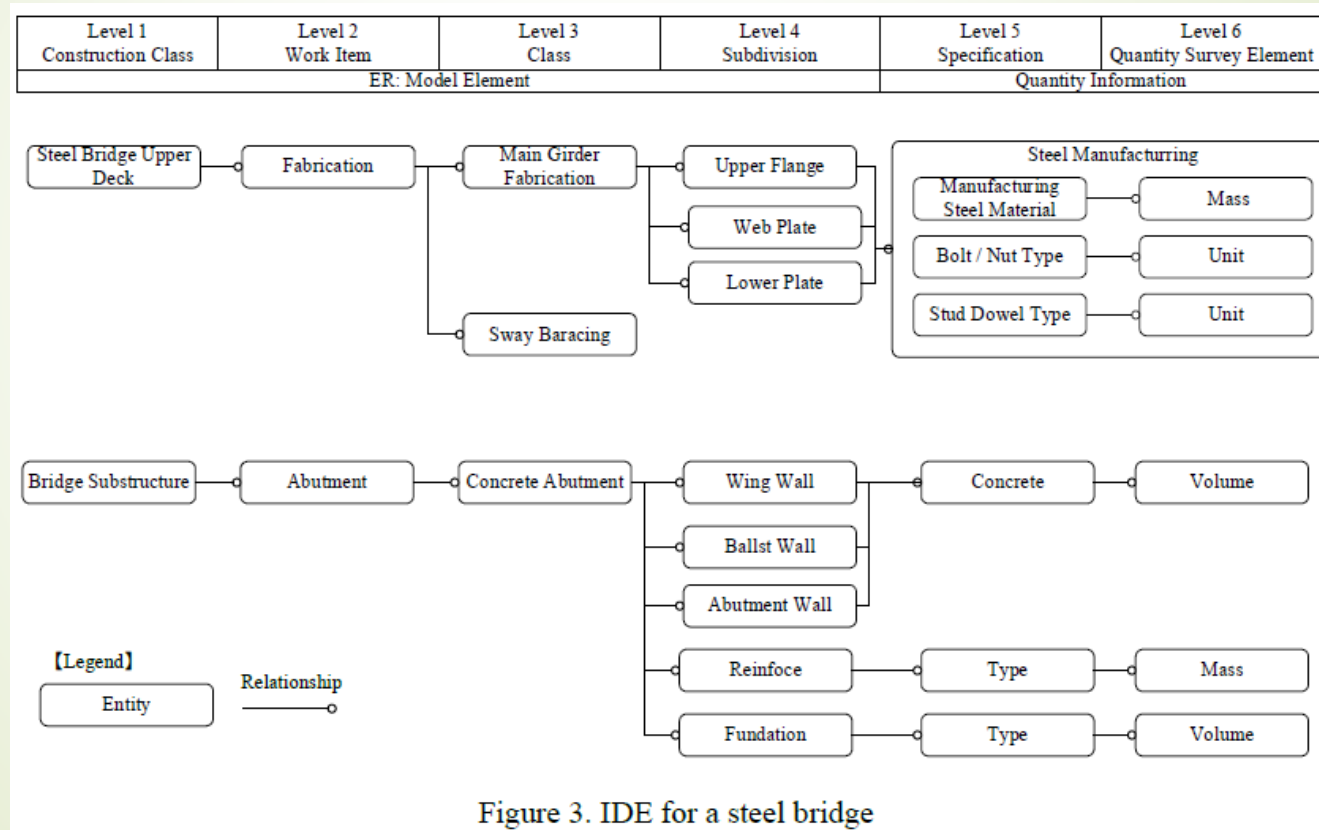 Level 1
Construction Class
Level 2
Work Item
Level 3
Class
Level 4
Subdivision
Level 5
Specification
Level 6
Quantity Survey Element
ER: Model Element
Quantity Information
Steel Bridge Upper
Deck
Fabrication
Main Girder
Fabrication
Upper Flange
Web Plate
Lower Plate
Sway Baracing
Steel Manufacturring
Manufacturing
Steel Material
Mass
Bolt / Nut Type
Unit
Stud Dowel Type
Unit
Bridge Substructure
Abutment
Concrete Abutment
Wing Wall
Concrete
Volume
Ballst Wall
Abutment Wall
Reinfoce
Type
Mass
Fundation
Type
Volume
【Legend】
Entity
Relationship
Figure 3. IDE for a steel bridge